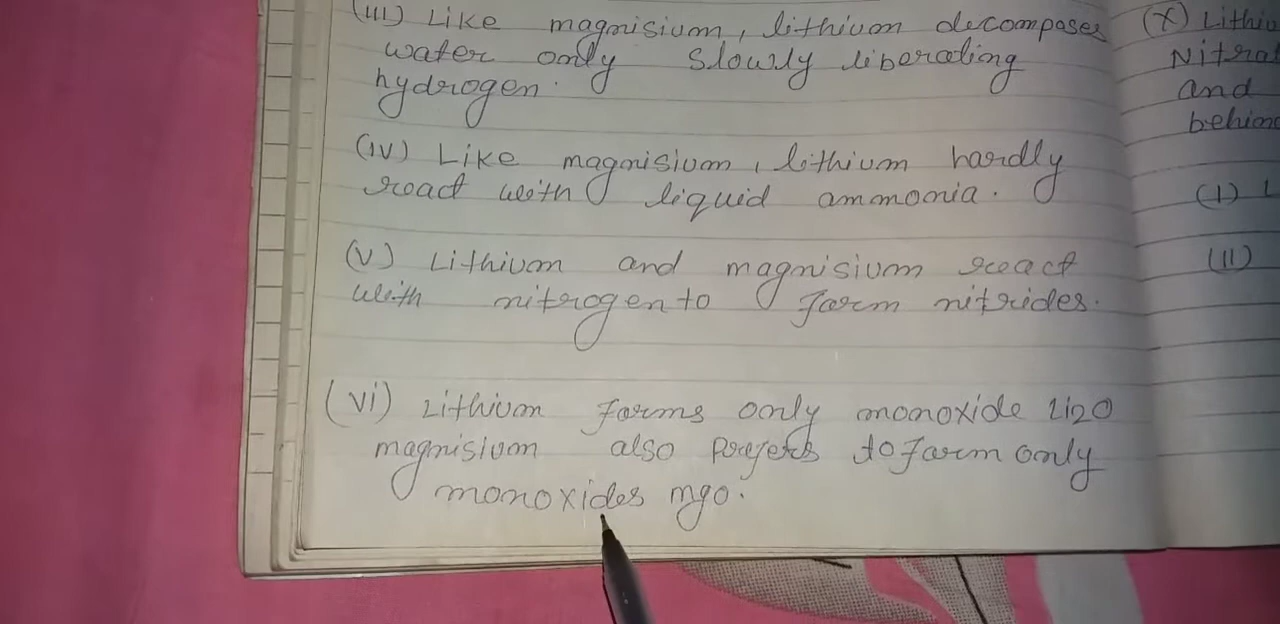 (III) Like magnisium, lithium decomposes
water only slowly liberating
hydrogen.
(IV) Like magnisium, lithium hardly
react with liquid ammonia.
(V) Lithium and magnisium react
with nitrogen to form nitrides.
(vi) Lithium forms only monoxide Li2O
magnisium also prefers to form only
monoxides mgo.
(X) Lithiu
Nitra
and
behin
(I) L
(II)